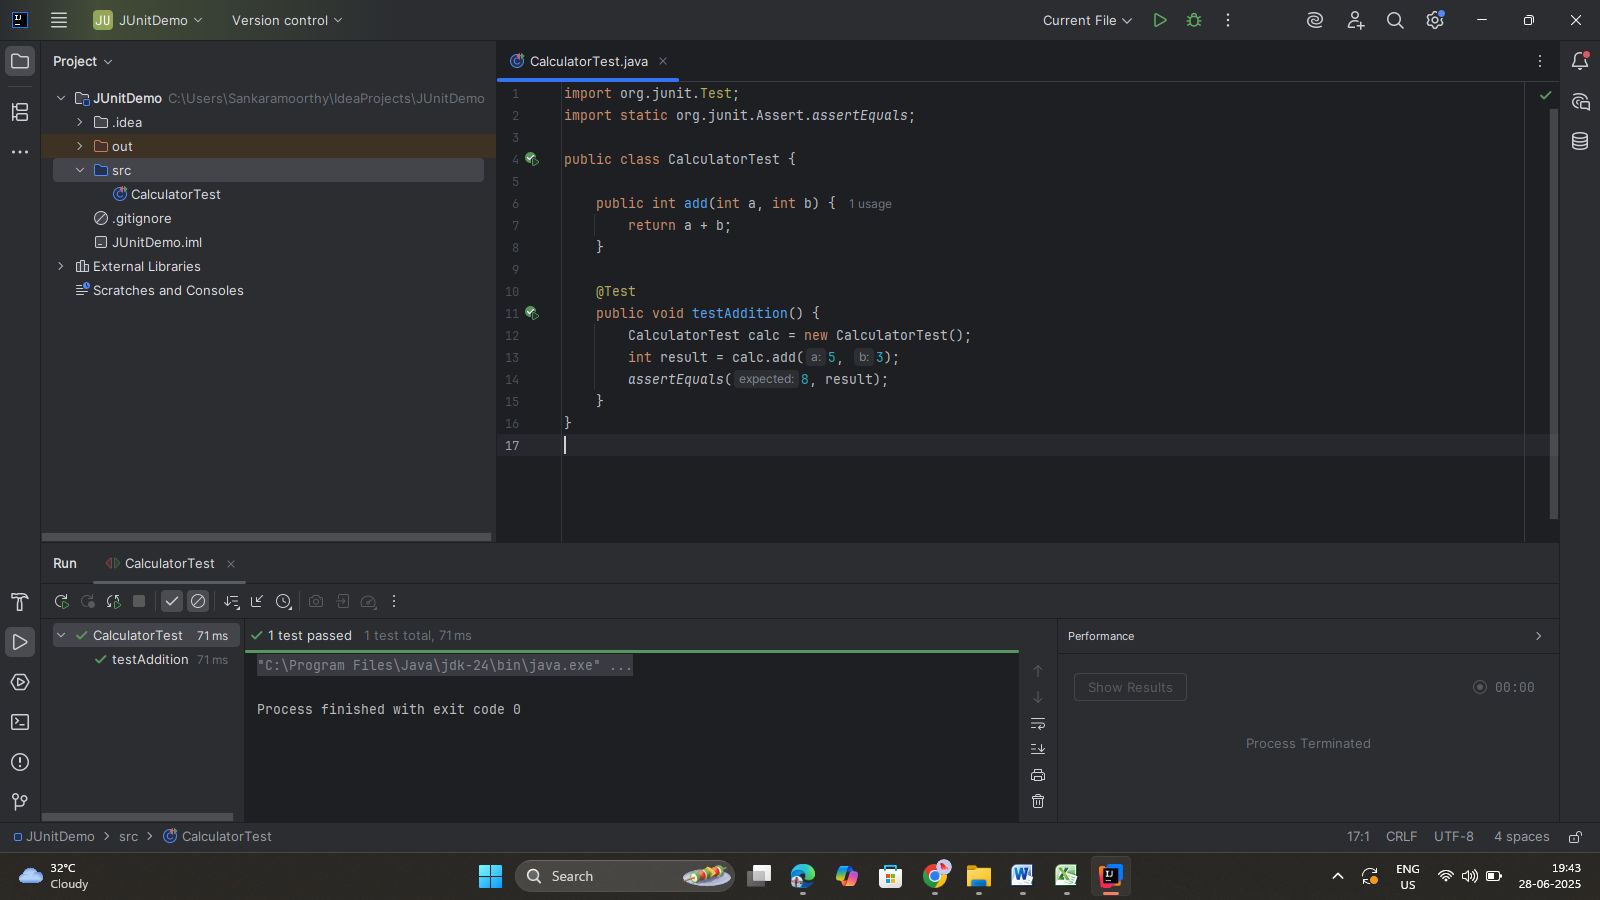 JU JUnitDemo Version control Current File
Project
CalculatorTest.java
JUnitDemo C:\Users\Sankaramoorthy\IdeaProjects\JUnitDemo
.idea
out
src
CalculatorTest
.gitignore
JUnitDemo.iml
External Libraries
Scratches and Consoles
1 import org.junit.Test;
2 import static org.junit.Assert.assertEquals;
3
4 public class CalculatorTest {
5
6 public int add(int a, int b) { 1 usage
7 return a + b;
8 }
9
10 @Test
11 public void testAddition() {
12 CalculatorTest calc = new CalculatorTest();
13 int result = calc.add( a: 5, b: 3);
14 assertEquals( expected: 8, result);
15 }
16 }
17
Run CalculatorTest
CalculatorTest 71 ms
testAddition 71 ms
1 test passed 1 test total, 71 ms
"C:\Program Files\Java\jdk-24\bin\java.exe" ...
Process finished with exit code 0
Performance
Show Results 00:00
Process Terminated
JUnitDemo > src > CalculatorTest 17:1 CRLF UTF-8 4 spaces
32°C
Cloudy
Search
ENG
US
19:43
28-06-2025